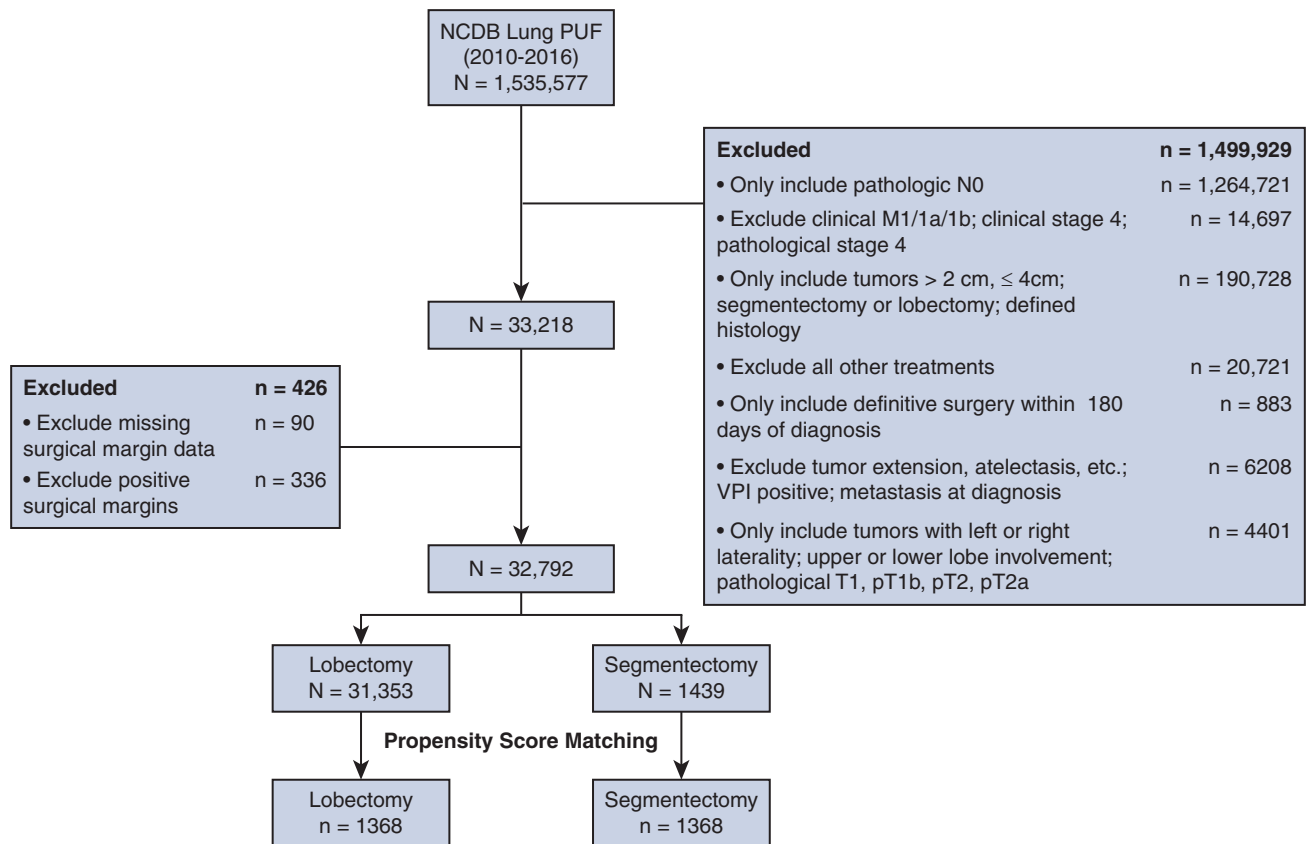 NCDB Lung PUF
(2010-2016)
N = 1,535,577
Excluded n = 1,499,929
• Only include pathologic N0 n = 1,264,721
• Exclude clinical M1/1a/1b; clinical stage 4; n = 14,697
pathological stage 4
• Only include tumors > 2 cm, ≤ 4cm; n = 190,728
segmentectomy or lobectomy; defined
histology
• Exclude all other treatments n = 20,721
• Only include definitive surgery within 180 n = 883
days of diagnosis
• Exclude tumor extension, atelectasis, etc.; n = 6208
VPI positive; metastasis at diagnosis
• Only include tumors with left or right n = 4401
laterality; upper or lower lobe involvement;
pathological T1, pT1b, pT2, pT2a
N = 33,218
Excluded n = 426
• Exclude missing n = 90
surgical margin data
• Exclude positive n = 336
surgical margins
N = 32,792
Lobectomy
N = 31,353
Segmentectomy
N = 1439
Propensity Score Matching
Lobectomy
n = 1368
Segmentectomy
n = 1368